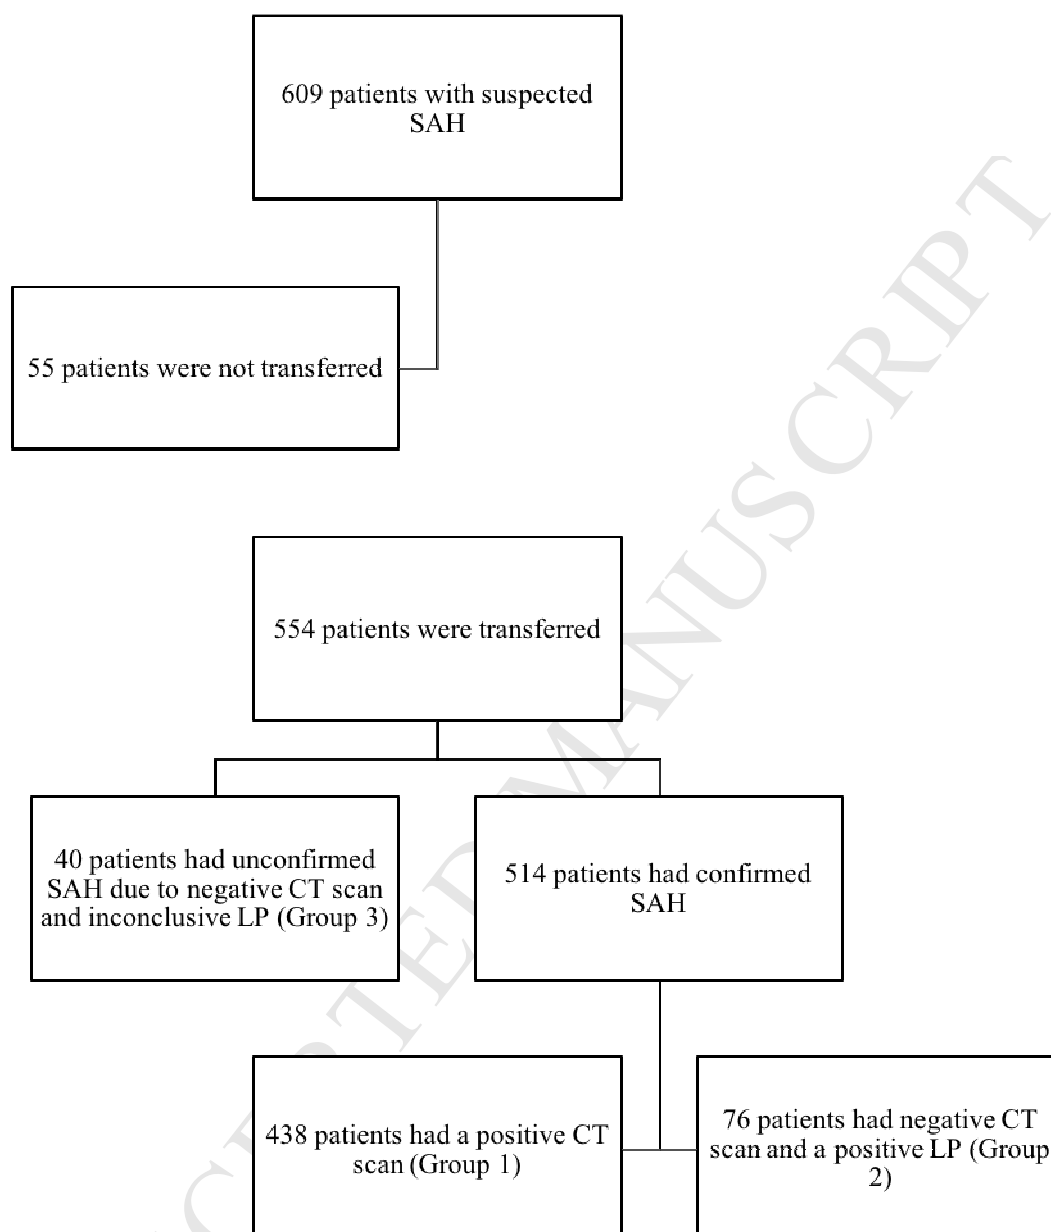 609 patients with suspected
SAH
55 patients were not transferred
554 patients were transferred
40 patients had unconfirmed
SAH due to negative CT scan
and inconclusive LP (Group 3)
514 patients had confirmed
SAH
438 patients had a positive CT
scan (Group 1)
76 patients had negative CT
scan and a positive LP (Group
2)
CEPTED MANUSCRIPT